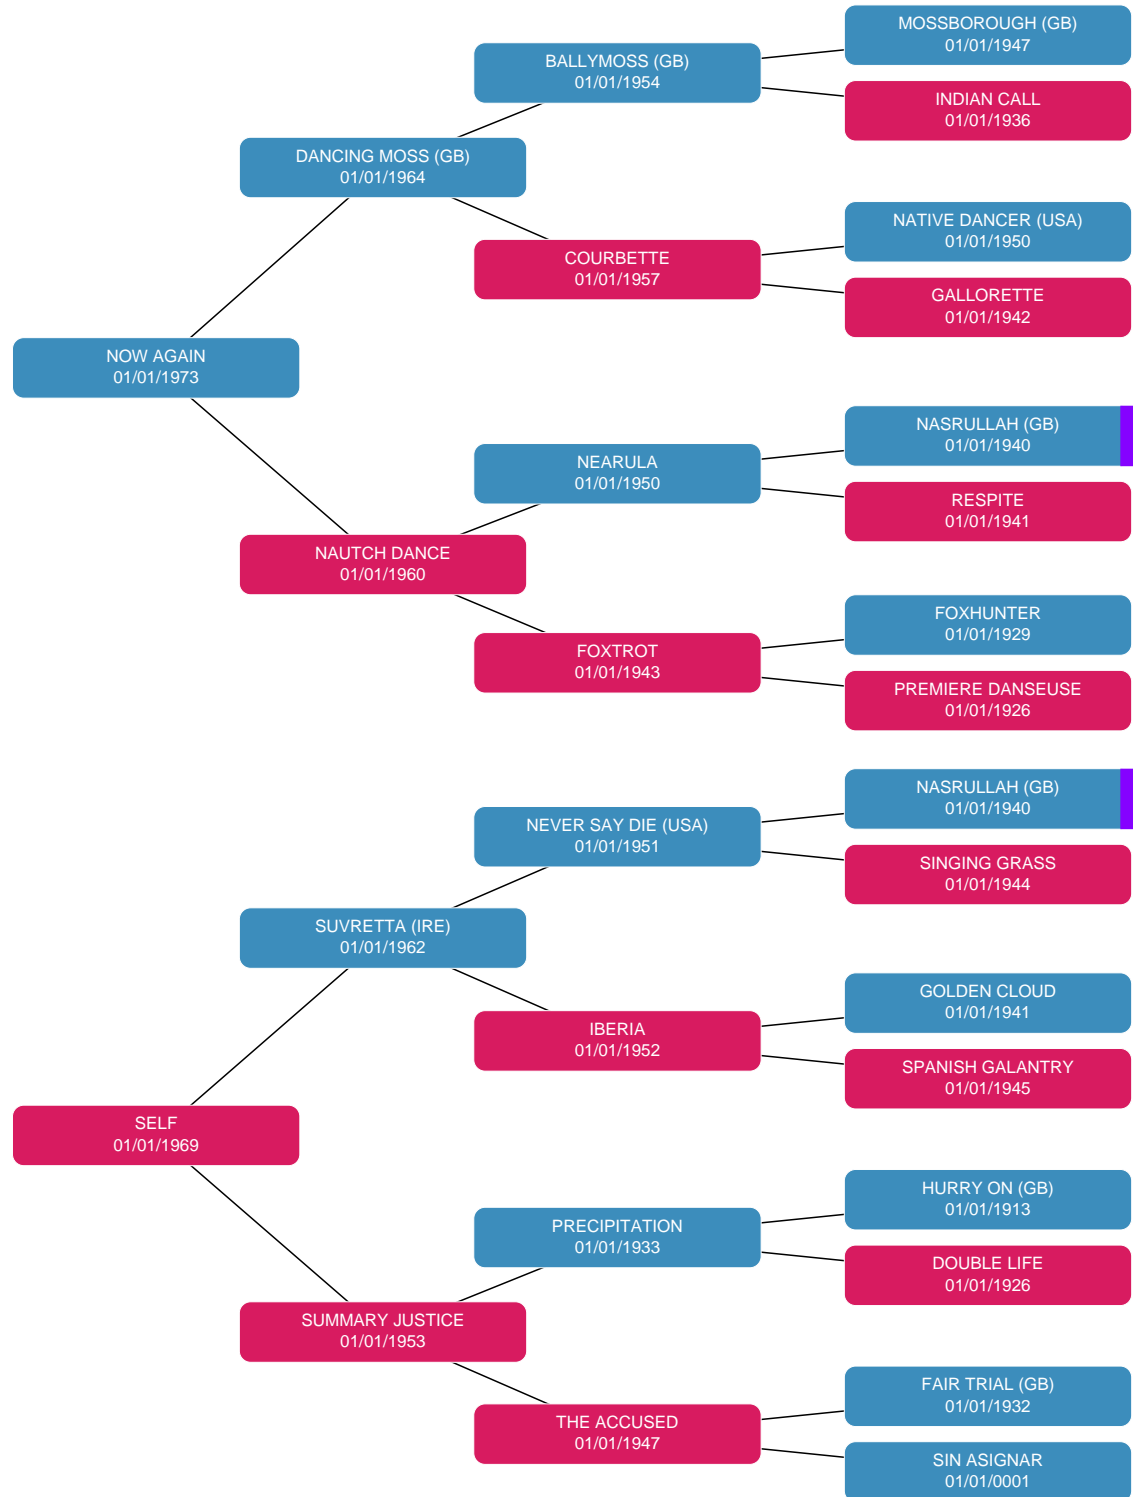 MOSSBOROUGH (GB)
01/01/1947
BALLYMOSS (GB)
01/01/1954
INDIAN CALL
01/01/1936
DANCING MOSS (GB)
01/01/1964
NATIVE DANCER (USA)
01/01/1950
COURBETTE
01/01/1957
GALLORETTE
01/01/1942
NOW AGAIN
01/01/1973
NASRULLAH (GB)
01/01/1940
NEARULA
01/01/1950
RESPITE
01/01/1941
NAUTCH DANCE
01/01/1960
FOXHUNTER
01/01/1929
FOXTROT
01/01/1943
PREMIERE DANSEUSE
01/01/1926
NASRULLAH (GB)
01/01/1940
NEVER SAY DIE (USA)
01/01/1951
SINGING GRASS
01/01/1944
SUVRETTA (IRE)
01/01/1962
GOLDEN CLOUD
01/01/1941
IBERIA
01/01/1952
SPANISH GALANTRY
01/01/1945
SELF
01/01/1969
HURRY ON (GB)
01/01/1913
PRECIPITATION
01/01/1933
DOUBLE LIFE
01/01/1926
SUMMARY JUSTICE
01/01/1953
FAIR TRIAL (GB)
01/01/1932
THE ACCUSED
01/01/1947
SIN ASIGNAR
01/01/0001